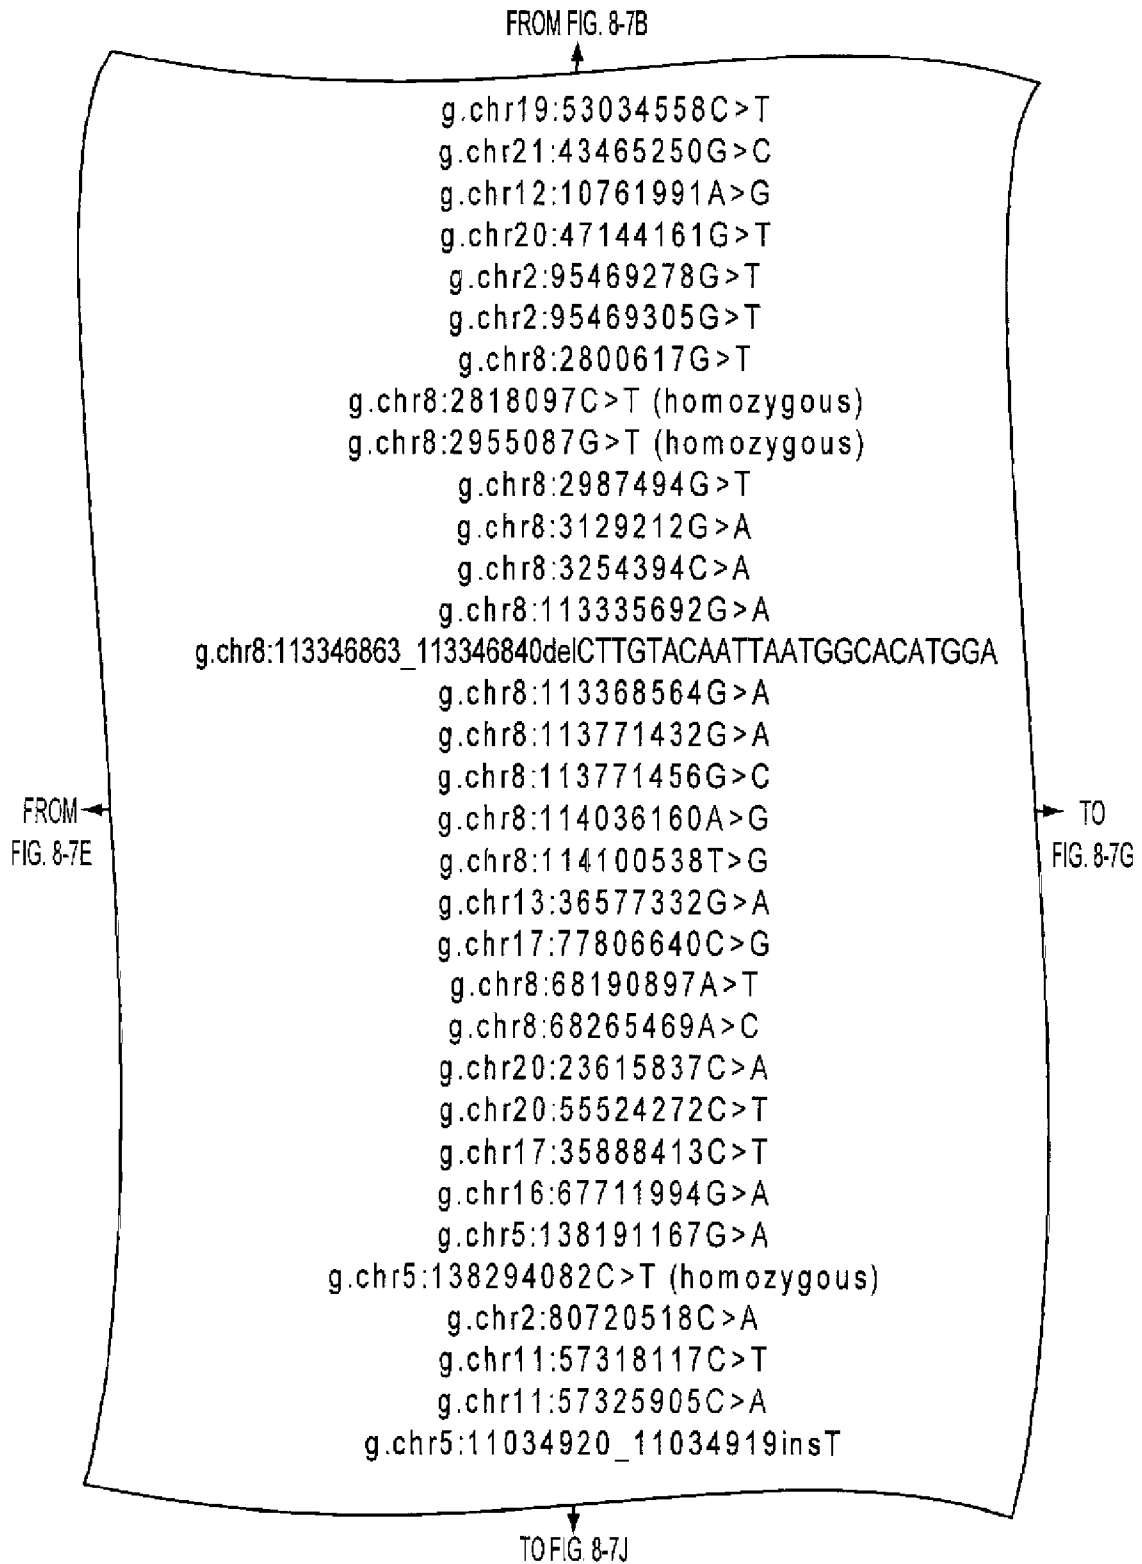 FROM FIG. 8-7B
g.chr19:53034558C>T
g.chr21:43465250G>C
g.chr12:10761991A>G
g.chr20:47144161G>T
g.chr2:95469278G>T
g.chr2:95469305G>T
g.chr8:2800617G>T
g.chr8:2818097C>T (homozygous)
g.chr8:2955087G>T (homozygous)
g.chr8:2987494G>T
g.chr8:3129212G>A
g.chr8:3254394C>A
g.chr8:113335692G>A
g.chr8:113346863_113346840delCTTGTACAATTAATGGCACATGGA
g.chr8:113368564G>A
g.chr8:113771432G>A
g.chr8:113771456G>C
g.chr8:114036160A>G
g.chr8:114100538T>G
g.chr13:36577332G>A
g.chr17:77806640C>G
g.chr8:68190897A>T
g.chr8:68265469A>C
g.chr20:23615837C>A
g.chr20:55524272C>T
g.chr17:35888413C>T
g.chr16:67711994G>A
g.chr5:138191167G>A
g.chr5:138294082C>T (homozygous)
g.chr2:80720518C>A
g.chr11:57318117C>T
g.chr11:57325905C>A
g.chr5:11034920_11034919insT
FROM
FIG. 8-7E
TO
FIG. 8-7G
TO FIG. 8-7J